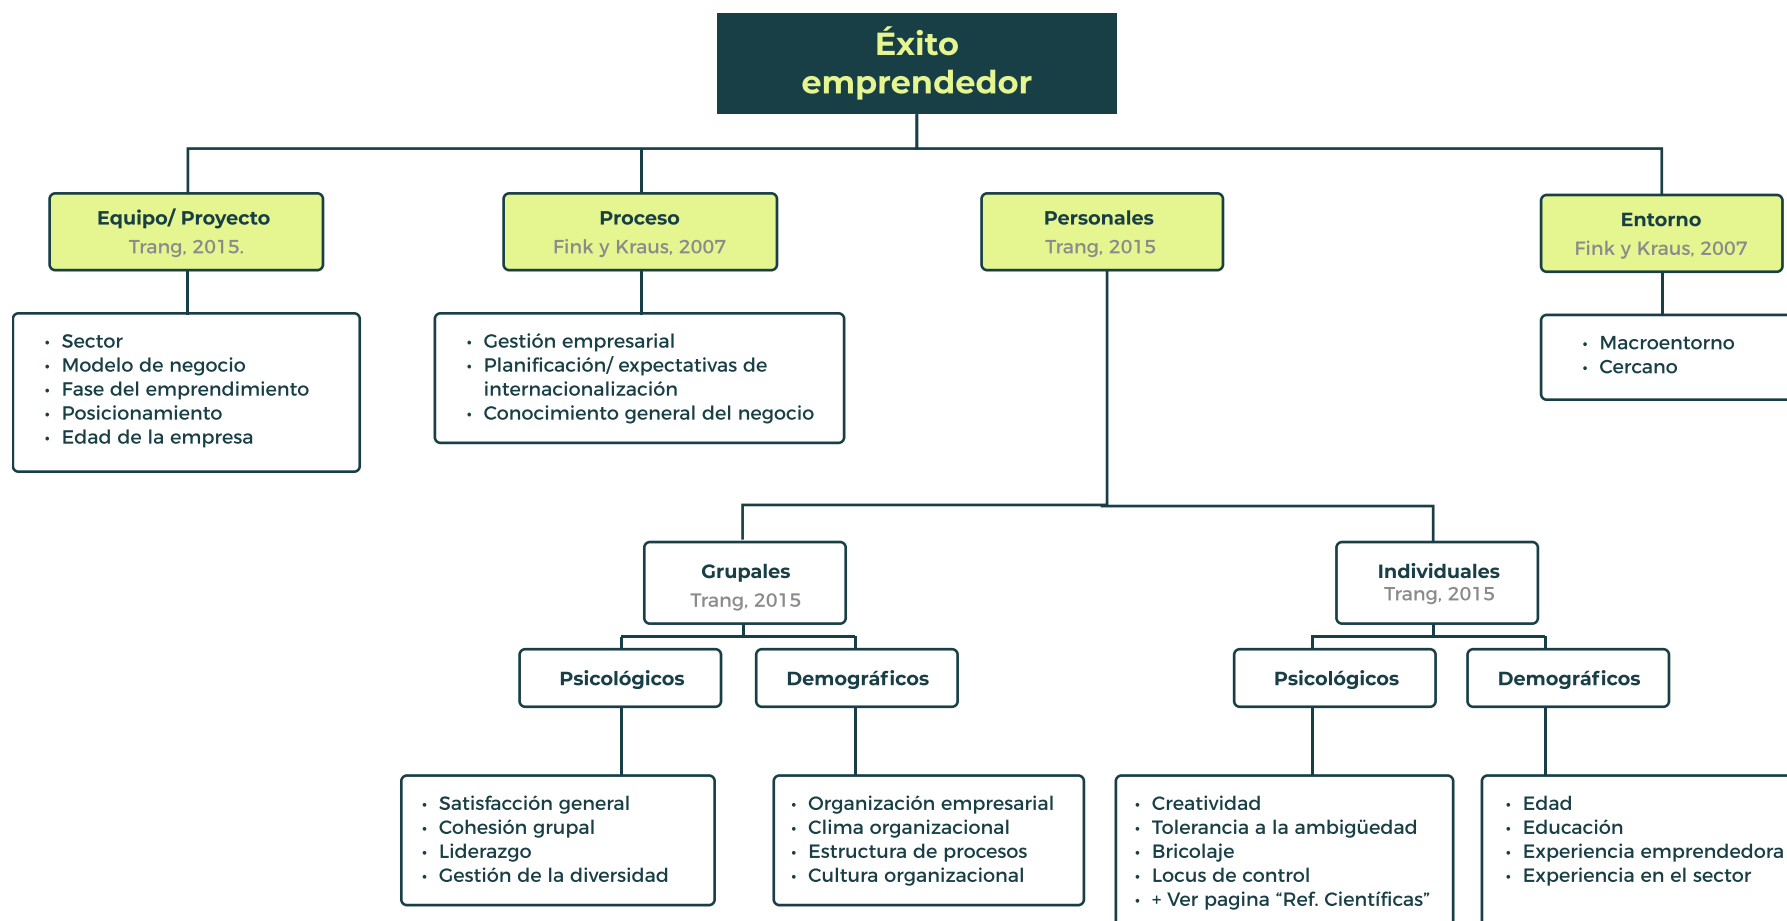 Éxito
emprendedor
Equipo/ Proyecto
Trang, 2015.
Proceso
Fink y Kraus, 2007
Personales
Trang, 2015
Entorno
Fink y Kraus, 2007
• Sector
• Modelo de negocio
• Fase del emprendimiento
• Posicionamiento
• Edad de la empresa
• Gestión empresarial
• Planificación/ expectativas de
internacionalización
• Conocimiento general del negocio
• Macroentorno
• Cercano
Grupales
Trang, 2015
Individuales
Trang, 2015
Psicológicos
Demográficos
Psicológicos
Demográficos
• Satisfacción general
• Cohesión grupal
• Liderazgo
• Gestión de la diversidad
• Organización empresarial
• Clima organizacional
• Estructura de procesos
• Cultura organizacional
• Creatividad
• Tolerancia a la ambigüedad
• Bricolaje
• Locus de control
• + Ver pagina “Ref. Científicas”
• Edad
• Educación
• Experiencia emprendedora
• Experiencia en el sector